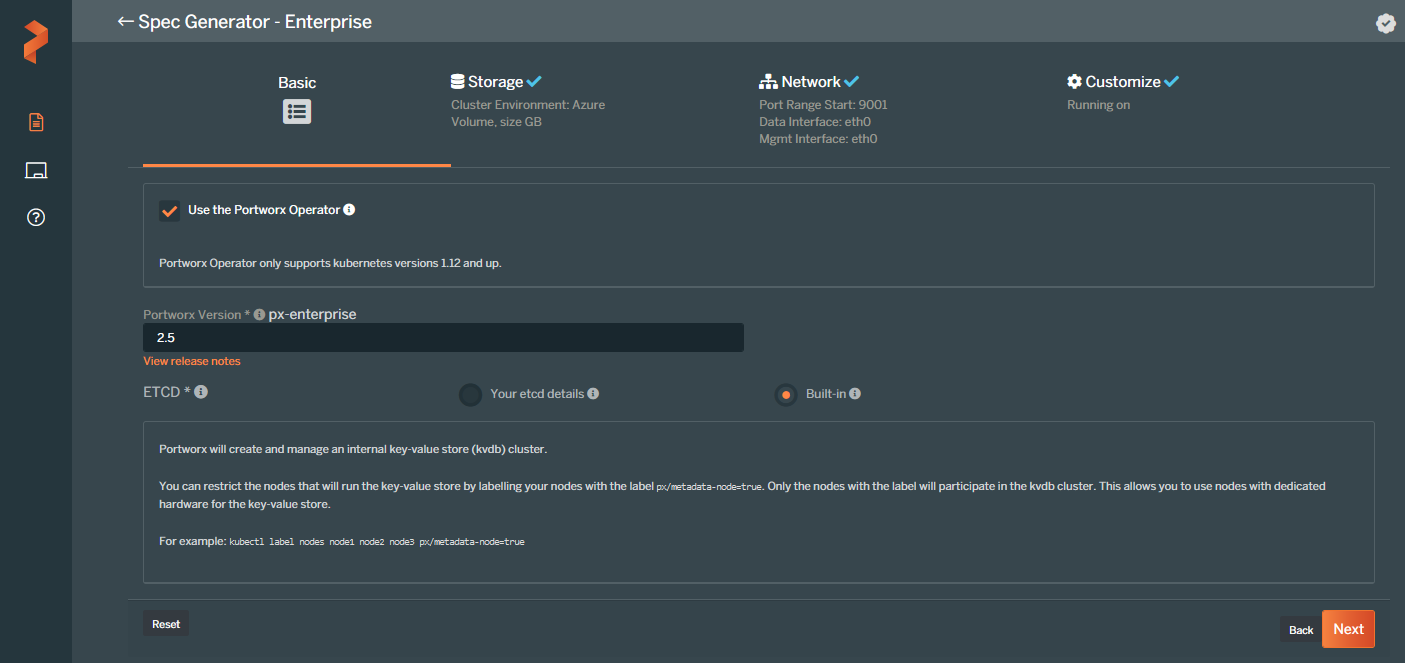 ←Spec Generator - Enterprise
Basic
Storage
Cluster Environment: Azure
Volume, size GB
Network
Port Range Start: 9001
Data Interface: eth0
Mgmt Interface: eth0
Customize
Running on
Use the Portworx Operator
Portworx Operator only supports kubernetes versions 1.12 and up.
Portworx Version * px-enterprise
2.5
View release notes
ETCD * Your etcd details Built-in
Portworx will create and manage an internal key-value store (kvdb) cluster.
You can restrict the nodes that will run the key-value store by labelling your nodes with the label px/metadata-node=true. Only the nodes with the label will participate in the kvdb cluster. This allows you to use nodes with dedicated
hardware for the key-value store.
For example: kubectl label nodes node1 node2 node3 px/metadata-node=true
Reset
Back Next